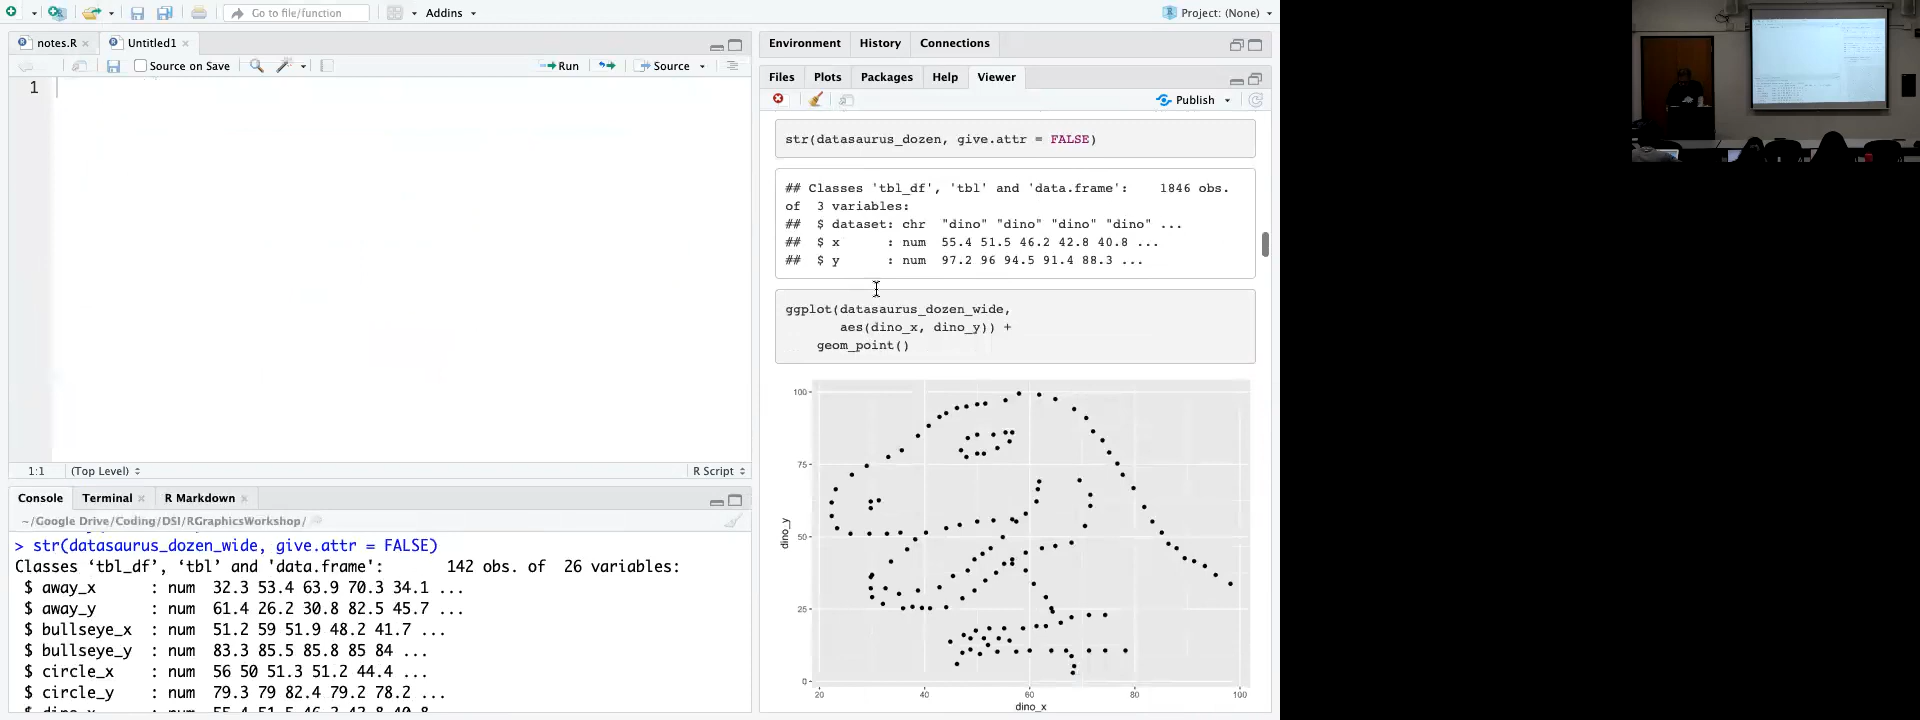 Go to file/function
Addins
Project: (None)
notes.R
Untitled1
Source on Save
Run
Source
1
1:1
(Top Level)
R Script
Console
Terminal
R Markdown
~/Google Drive/Coding/DSI/RGraphicsWorkshop/
> str(datasaurus_dozen_wide, give.attr = FALSE)
Classes ‘tbl_df’, ‘tbl’ and 'data.frame': 142 obs. of 26 variables:
$ away_x : num 32.3 53.4 63.9 70.3 34.1 ...
$ away_y : num 61.4 26.2 30.8 82.5 45.7 ...
$ bullseye_x : num 51.2 59 51.9 48.2 41.7 ...
$ bullseye_y : num 83.3 85.5 85.8 85 84 ...
$ circle_x : num 56 50 51.3 51.2 44.4 ...
$ circle_y : num 79.3 79 82.4 79.2 78.2 ...
Environment
History
Connections
Files
Plots
Packages
Help
Viewer
Publish
str(datasaurus_dozen, give.attr = FALSE)
## Classes 'tbl_df', 'tbl' and 'data.frame': 1846 obs.
of 3 variables:
## $ dataset: chr "dino" "dino" "dino" "dino" ...
## $ x : num 55.4 51.5 46.2 42.8 40.8 ...
## $ y : num 97.2 96 94.5 91.4 88.3 ...
ggplot(datasaurus_dozen_wide,
aes(dino_x, dino_y)) +
geom_point()
100
75
50
25
0
dino_y
20
40
60
80
100
dino_x